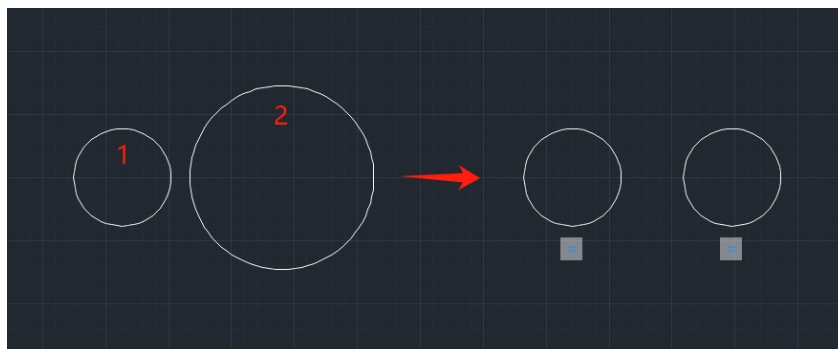 1
2
=
=